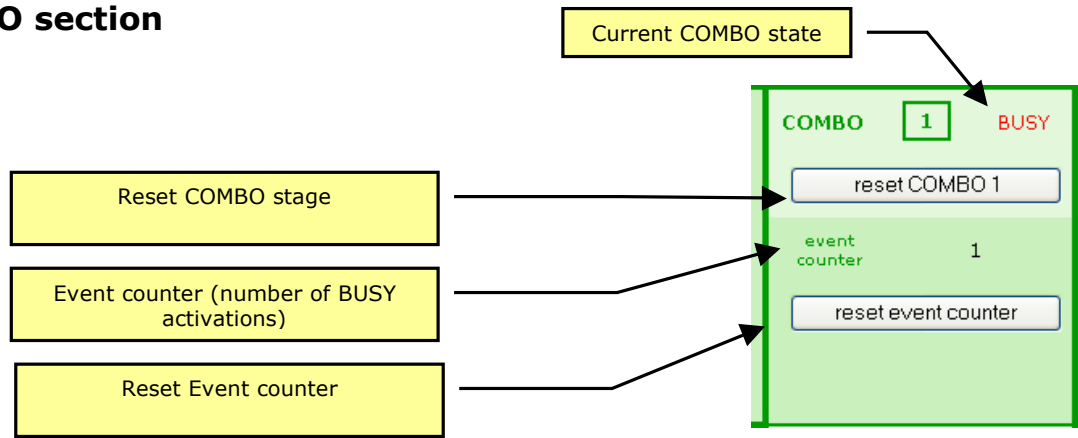 O section
Current COMBO state
COMBO 1 BUSY
Reset COMBO stage
reset COMBO 1
event
counter 1
Event counter (number of BUSY
activations)
reset event counter
Reset Event counter